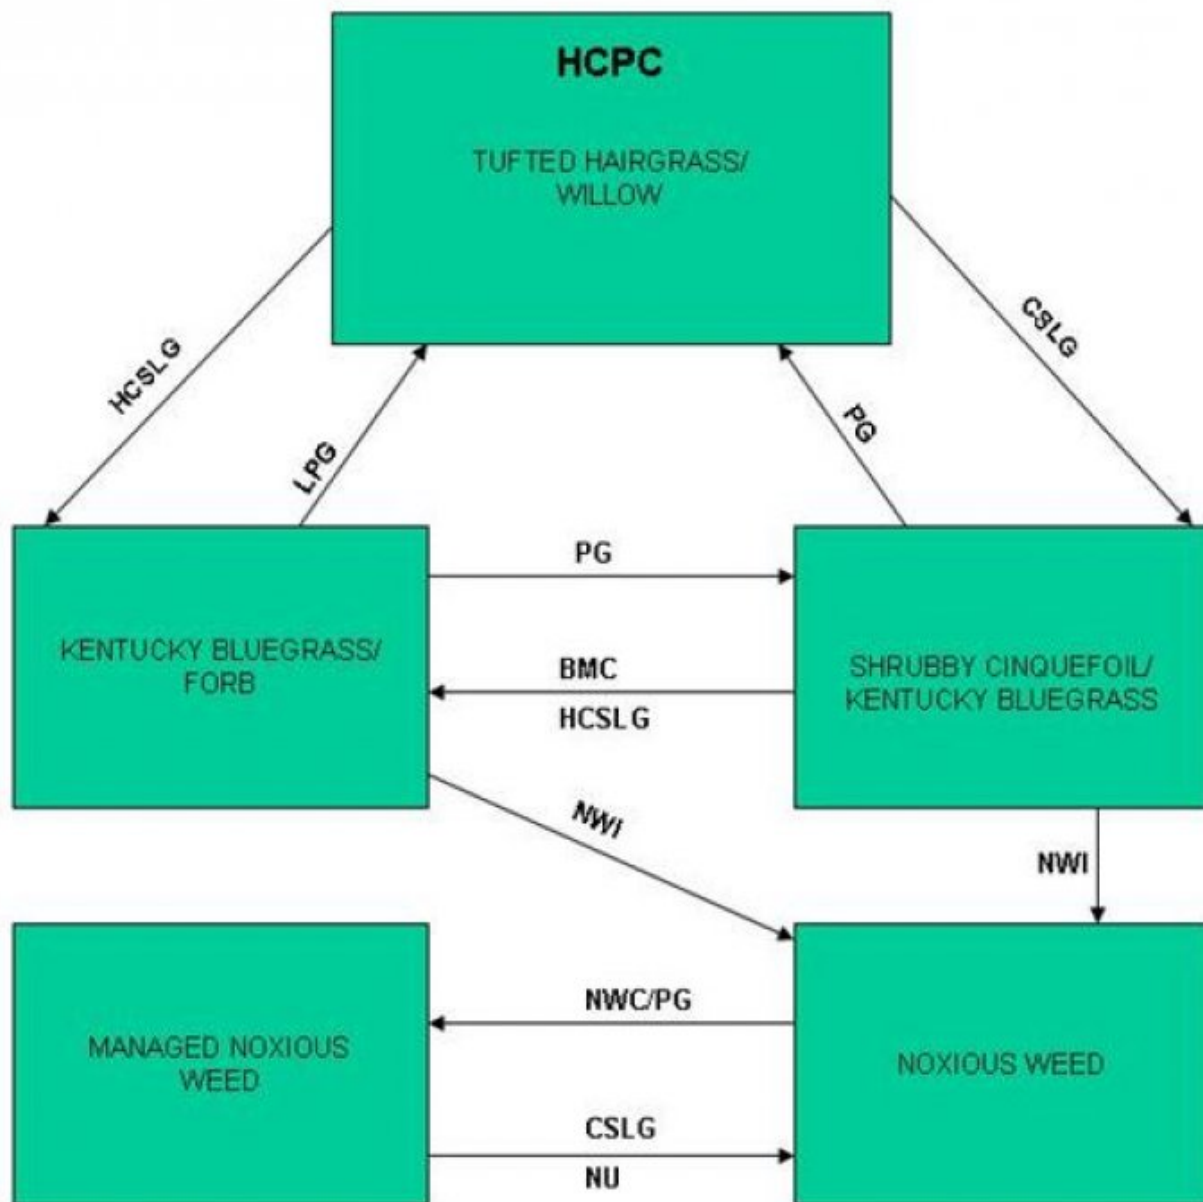 HCPC
TUFTED HAIRGRASS/
WILLOW
HCSLG
CSLG
LPG
PG
PG
KENTUCKY BLUEGRASS/
FORB
BMC
HCSLG
SHRUBBY CINQUEFOIL/
KENTUCKY BLUEGRASS
NWI
NWI
NWC/PG
MANAGED NOXIOUS
WEED
NOXIOUS WEED
CSLG
NU